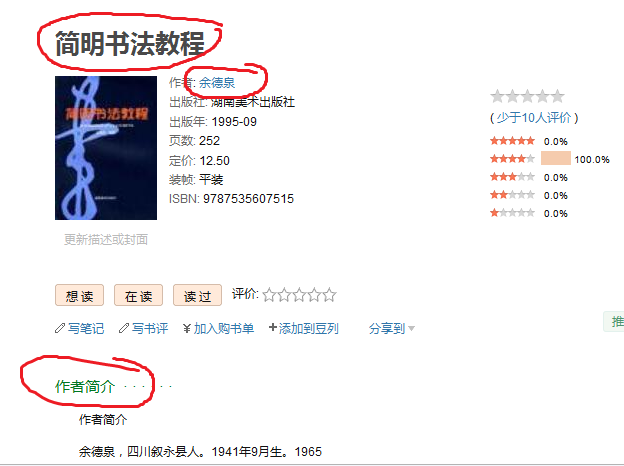 简明书法教程
简明书法教程
作者: 余德泉
出版社: 湖南美术出版社
出版年: 1995-09
页数: 252
定价: 12.50
装帧: 平装
ISBN: 9787535607515
更新描述或封面
( 少于10人评价 )
0.0%
100.0%
0.0%
0.0%
0.0%
想读 在读 读过 评价:
写笔记 写书评 ¥加入购书单 +添加到豆列 分享到
推
作者简介 · · · · · ·
作者简介
余德泉，四川叙永县人。1941年9月生。1965